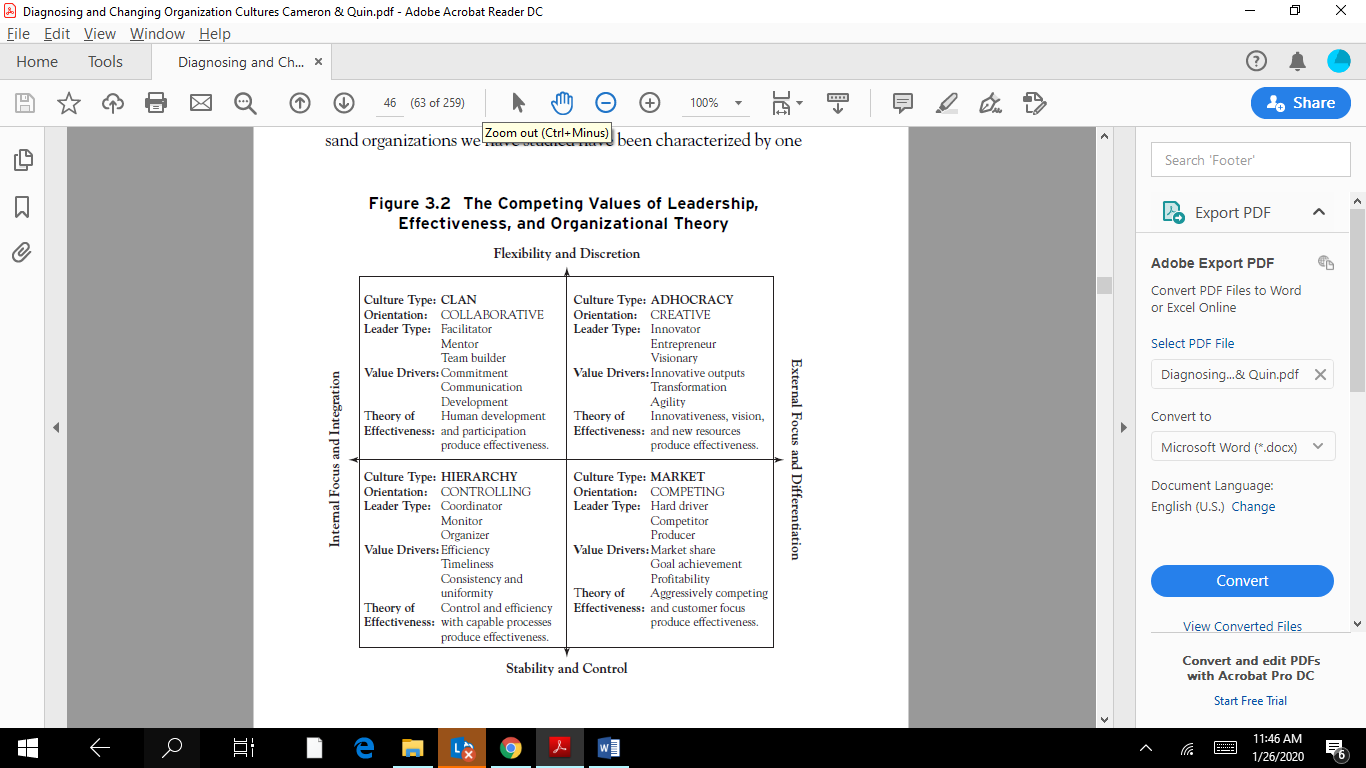 Diagnosing and Changing Organization Cultures Cameron & Quin.pdf - Adobe Acrobat Reader DC
File Edit View Window Help
Home Tools Diagnosing and Ch... ×
46 (63 of 259) 100% Share
Zoom out (Ctrl+Minus)
sand organizations we have studied have been characterized by one
Figure 3.2 The Competing Values of Leadership,
Effectiveness, and Organizational Theory
Flexibility and Discretion
Internal Focus and Integration
Culture Type: CLAN
Orientation: COLLABORATIVE
Leader Type: Facilitator
Mentor
Team builder
Value Drivers: Commitment
Communication
Development
Theory of Human development
Effectiveness: and participation
produce effectiveness.
Culture Type: ADHOCRACY
Orientation: CREATIVE
Leader Type: Innovator
Entrepreneur
Visionary
Value Drivers: Innovative outputs
Transformation
Agility
Theory of Innovativeness, vision,
Effectiveness: and new resources
produce effectiveness.
Culture Type: HIERARCHY
Orientation: CONTROLLING
Leader Type: Coordinator
Monitor
Organizer
Value Drivers: Efficiency
Timeliness
Consistency and
uniformity
Theory of Control and efficiency
Effectiveness: with capable processes
produce effectiveness.
Culture Type: MARKET
Orientation: COMPETING
Leader Type: Hard driver
Competitor
Producer
Value Drivers: Market share
Goal achievement
Profitability
Theory of Aggressively competing
Effectiveness: and customer focus
produce effectiveness.
External Focus and Differentiation
Stability and Control
Search 'Footer'
Export PDF
Adobe Export PDF
Convert PDF Files to Word
or Excel Online
Select PDF File
Diagnosing...& Quin.pdf
Convert to
Microsoft Word (*.docx)
Document Language:
English (U.S.) Change
Convert
View Converted Files
Convert and edit PDFs
with Acrobat Pro DC
Start Free Trial
11:46 AM
1/26/2020
6